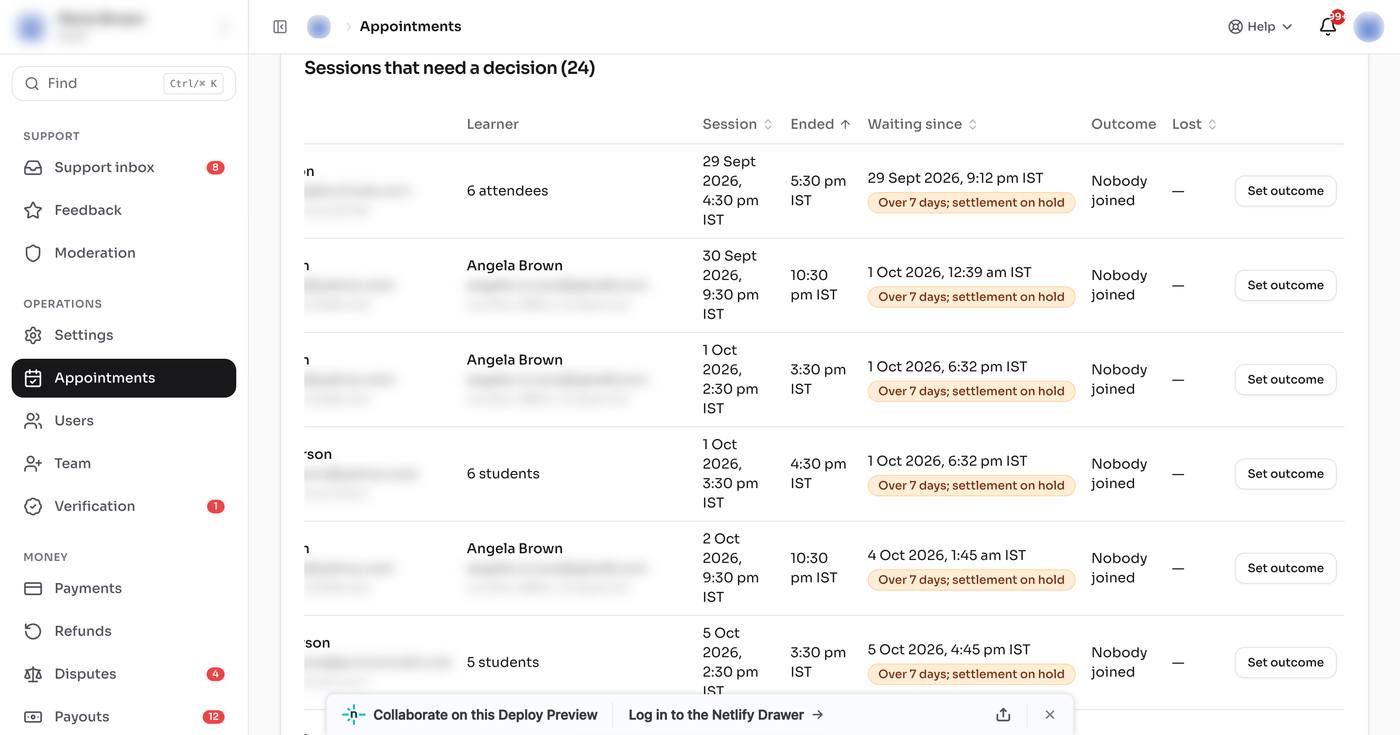 Appointments
Help
99+
Find
Ctrl/⌘ K
SUPPORT
Support inbox 8
Feedback
Moderation
OPERATIONS
Settings
Appointments
Users
Team
Verification 1
MONEY
Payments
Refunds
Disputes 4
Payouts 12
Sessions that need a decision (24)
Learner Session Ended Waiting since Outcome Lost
on
6 attendees
29 Sept
2026,
4:30 pm
IST
5:30 pm
IST
29 Sept 2026, 9:12 pm IST
Over 7 days; settlement on hold
Nobody
joined
—
Set outcome
n
Angela Brown
30 Sept
2026,
9:30 pm
IST
10:30
pm IST
1 Oct 2026, 12:39 am IST
Over 7 days; settlement on hold
Nobody
joined
—
Set outcome
n
Angela Brown
1 Oct
2026,
2:30 pm
IST
3:30 pm
IST
1 Oct 2026, 6:32 pm IST
Over 7 days; settlement on hold
Nobody
joined
—
Set outcome
rson
6 students
1 Oct
2026,
3:30 pm
IST
4:30 pm
IST
1 Oct 2026, 6:32 pm IST
Over 7 days; settlement on hold
Nobody
joined
—
Set outcome
n
Angela Brown
2 Oct
2026,
9:30 pm
IST
10:30
pm IST
4 Oct 2026, 1:45 am IST
Over 7 days; settlement on hold
Nobody
joined
—
Set outcome
rson
5 students
5 Oct
2026,
2:30 pm
IST
3:30 pm
IST
5 Oct 2026, 4:45 pm IST
Over 7 days; settlement on hold
Nobody
joined
—
Set outcome
Collaborate on this Deploy Preview
Log in to the Netlify Drawer →